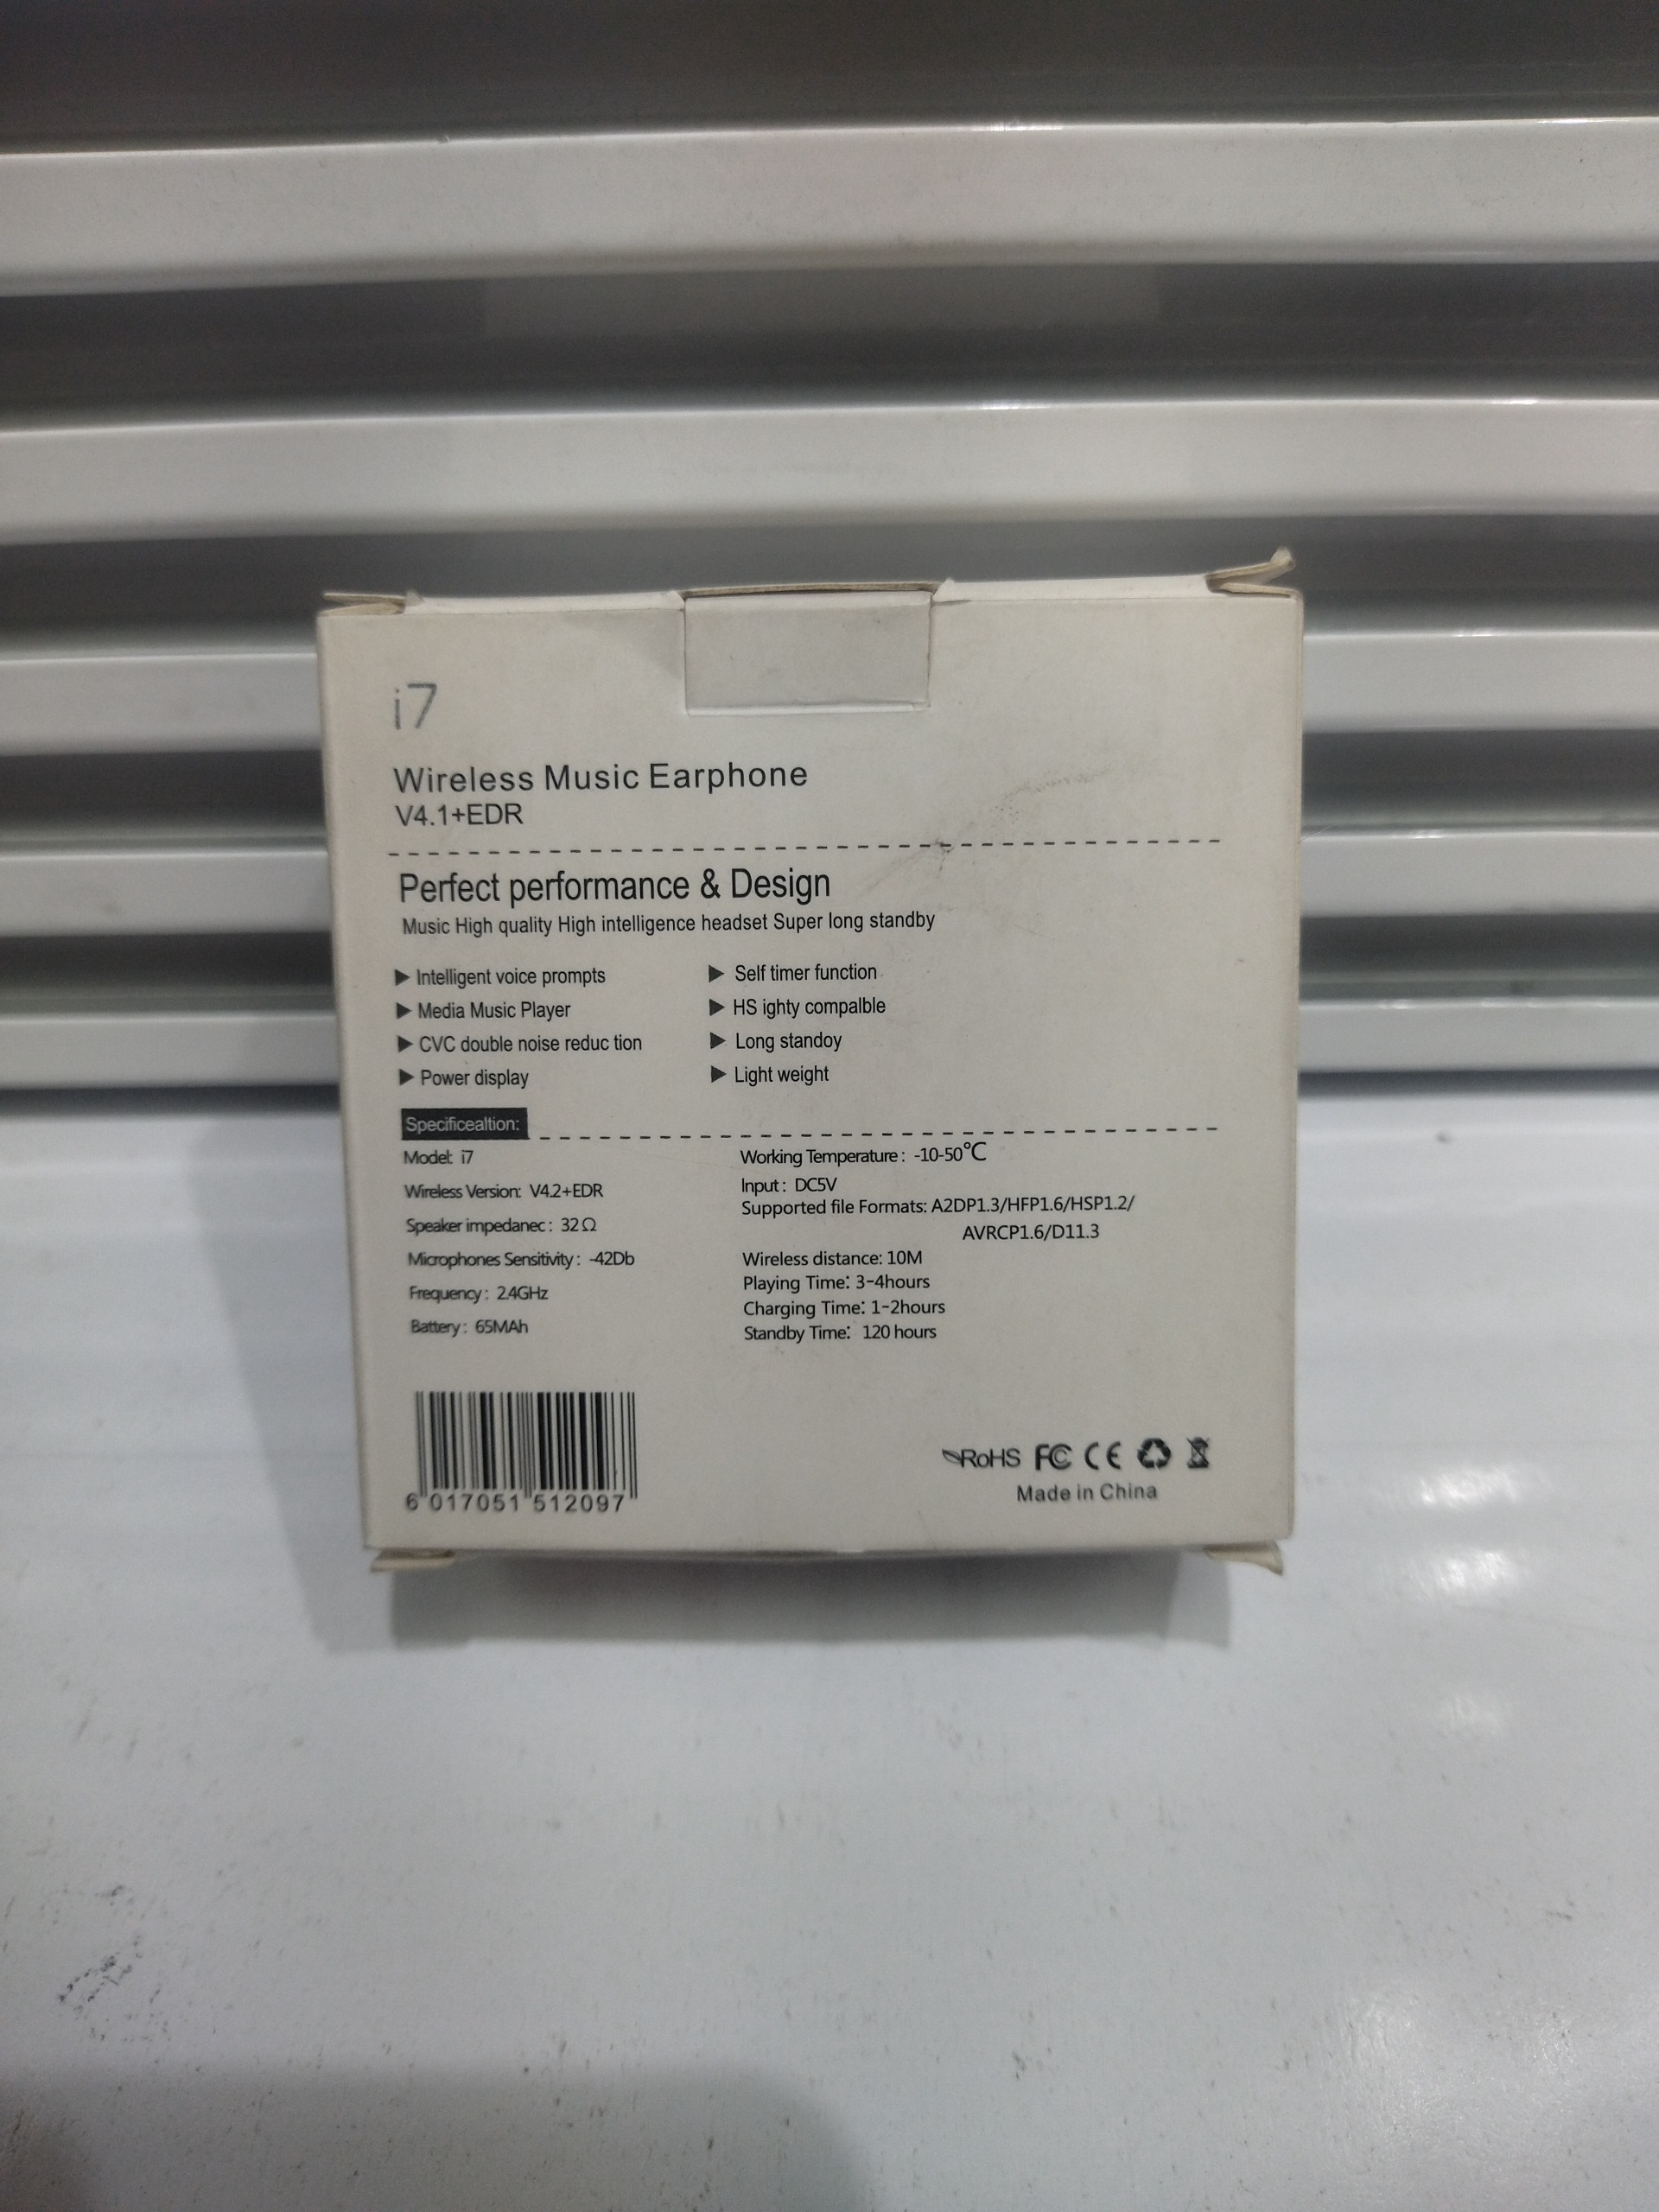 i7
Wireless Music Earphone
V4.1+EDR
Perfect performance & Design
Music High quality High intelligence headset Super long standby
▶ Intelligent voice prompts
▶ Media Music Player
▶ CVC double noise reduc tion
▶ Power display
▶ Self timer function
▶ HS ighty compalble
▶ Long standoy
▶ Light weight
Specificealtion:
Model: i7
Wireless Version: V4.2+EDR
Speaker impedanec : 32Ω
Microphones Sensitivity : -42Db
Frequency : 2.4GHz
Battery : 65MAh
Working Temperature : -10-50℃
Input : DC5V
Supported file Formats: A2DP1.3/HFP1.6/HSP1.2/
AVRCP1.6/D11.3
Wireless distance: 10M
Playing Time: 3-4hours
Charging Time: 1-2hours
Standby Time: 120 hours
6 017051 512097
RoHS FC CE
Made in China